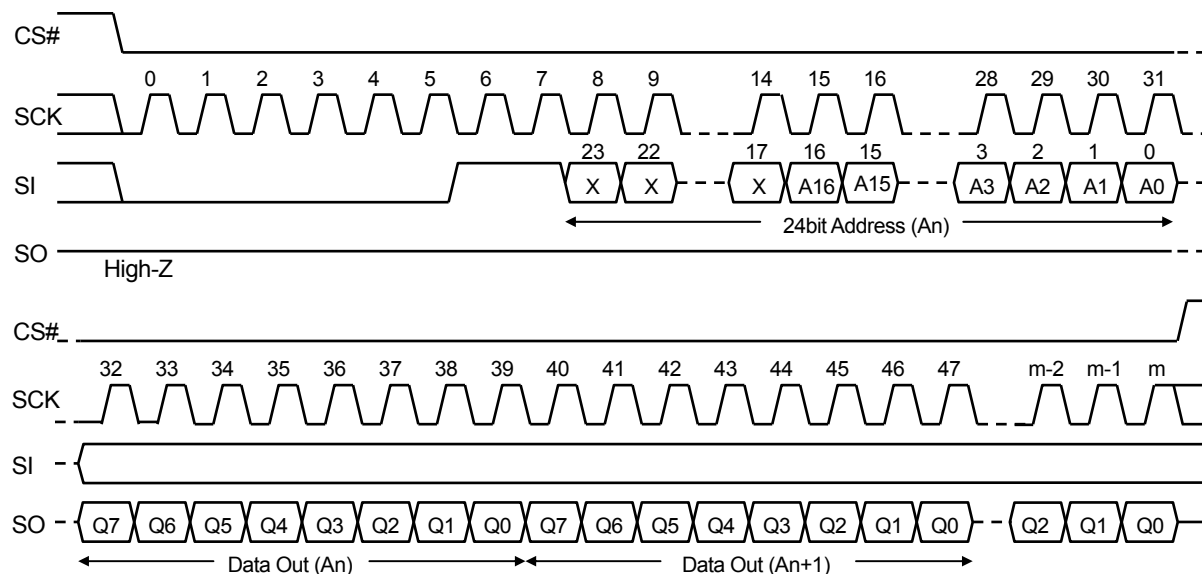 CS#
0 1 2 3 4 5 6 7 8 9 14 15 16 28 29 30 31
SCK
23 22 17 16 15 3 2 1 0
SI X X X A16 A15 A3 A2 A1 A0
24bit Address (An)
SO
High-Z
CS#
32 33 34 35 36 37 38 39 40 41 42 43 44 45 46 47 m-2 m-1 m
SCK
SI
SO Q7 Q6 Q5 Q4 Q3 Q2 Q1 Q0 Q7 Q6 Q5 Q4 Q3 Q2 Q1 Q0 Q2 Q1 Q0
Data Out (An) Data Out (An+1)